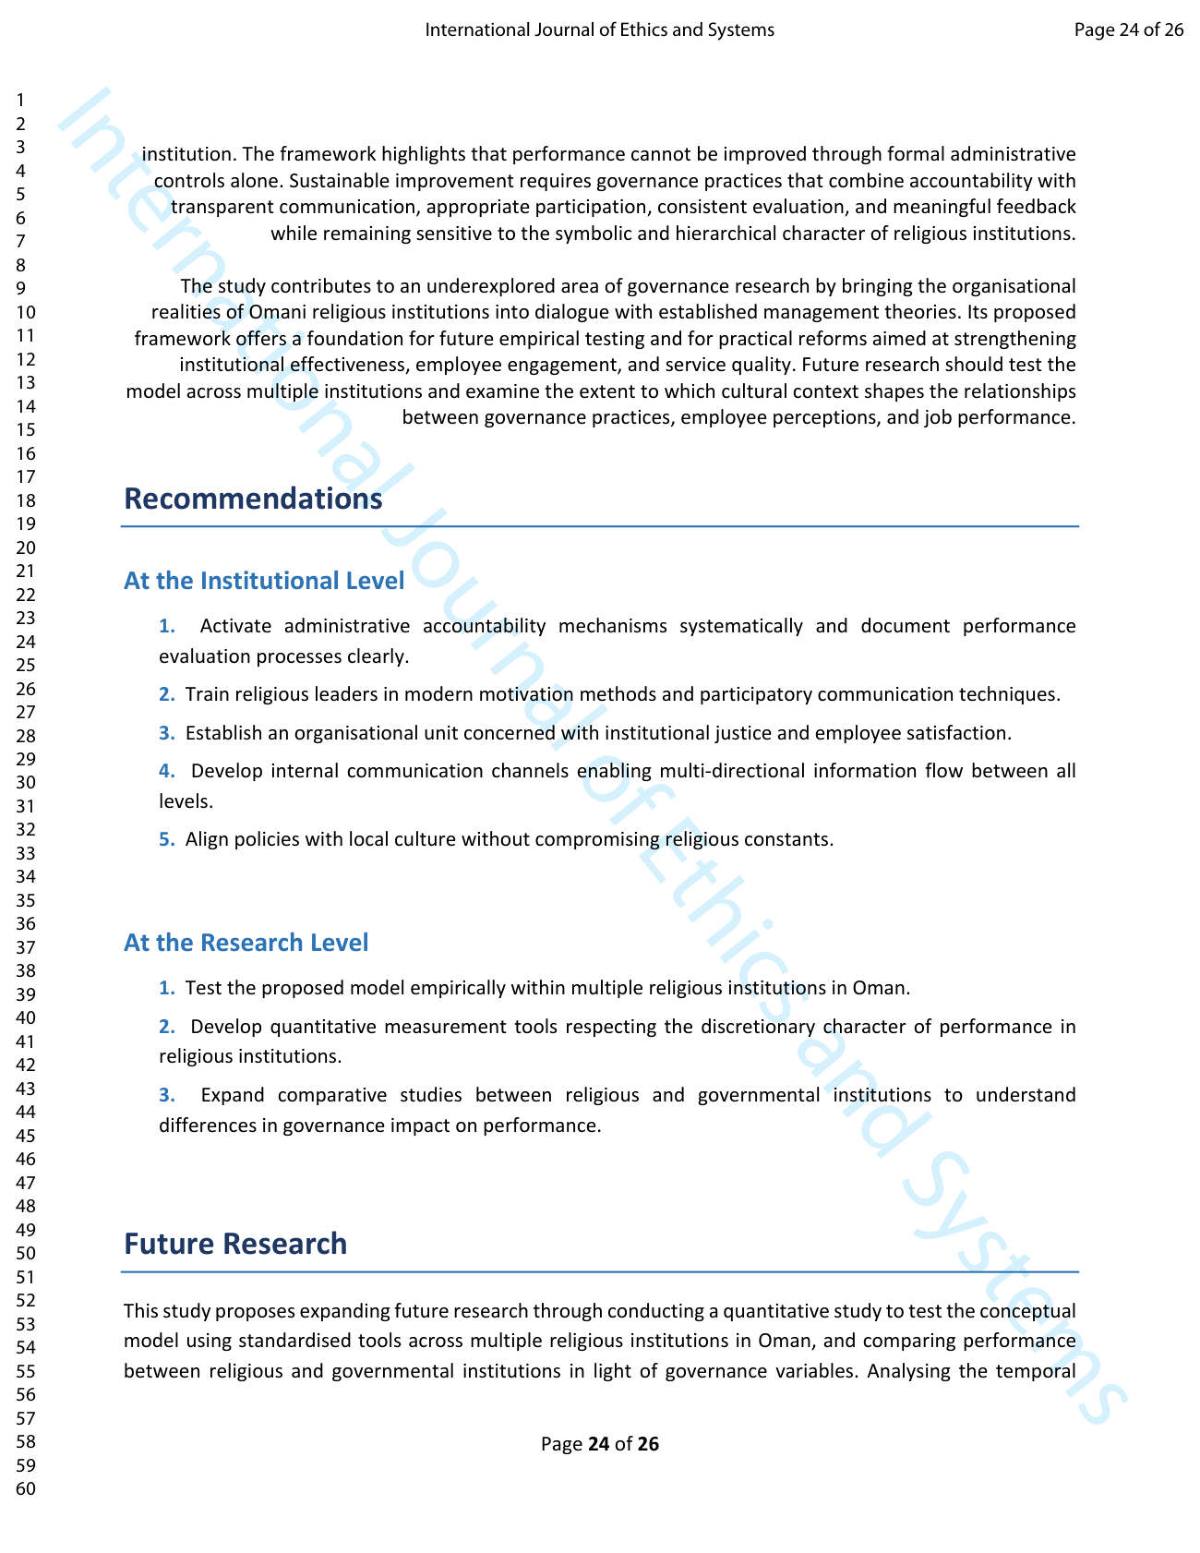 International Journal of Ethics and Systems
Page 24 of 26
1
2
3
4
5
6
7
8
9
10
11
12
13
14
15
16
17
18
19
20
21
22
23
24
25
26
27
28
29
30
31
32
33
34
35
36
37
38
39
40
41
42
43
44
45
46
47
48
49
50
51
52
53
54
55
56
57
58
59
60
institution. The framework highlights that performance cannot be improved through formal administrative
controls alone. Sustainable improvement requires governance practices that combine accountability with
transparent communication, appropriate participation, consistent evaluation, and meaningful feedback
while remaining sensitive to the symbolic and hierarchical character of religious institutions.
The study contributes to an underexplored area of governance research by bringing the organisational
realities of Omani religious institutions into dialogue with established management theories. Its proposed
framework offers a foundation for future empirical testing and for practical reforms aimed at strengthening
institutional effectiveness, employee engagement, and service quality. Future research should test the
model across multiple institutions and examine the extent to which cultural context shapes the relationships
between governance practices, employee perceptions, and job performance.
Recommendations
At the Institutional Level
1. Activate administrative accountability mechanisms systematically and document performance
evaluation processes clearly.
2. Train religious leaders in modern motivation methods and participatory communication techniques.
3. Establish an organisational unit concerned with institutional justice and employee satisfaction.
4. Develop internal communication channels enabling multi-directional information flow between all
levels.
5. Align policies with local culture without compromising religious constants.
At the Research Level
1. Test the proposed model empirically within multiple religious institutions in Oman.
2. Develop quantitative measurement tools respecting the discretionary character of performance in
religious institutions.
3. Expand comparative studies between religious and governmental institutions to understand
differences in governance impact on performance.
Future Research
This study proposes expanding future research through conducting a quantitative study to test the conceptual
model using standardised tools across multiple religious institutions in Oman, and comparing performance
between religious and governmental institutions in light of governance variables. Analysing the temporal
Page 24 of 26
International Journal of Ethics and Systems